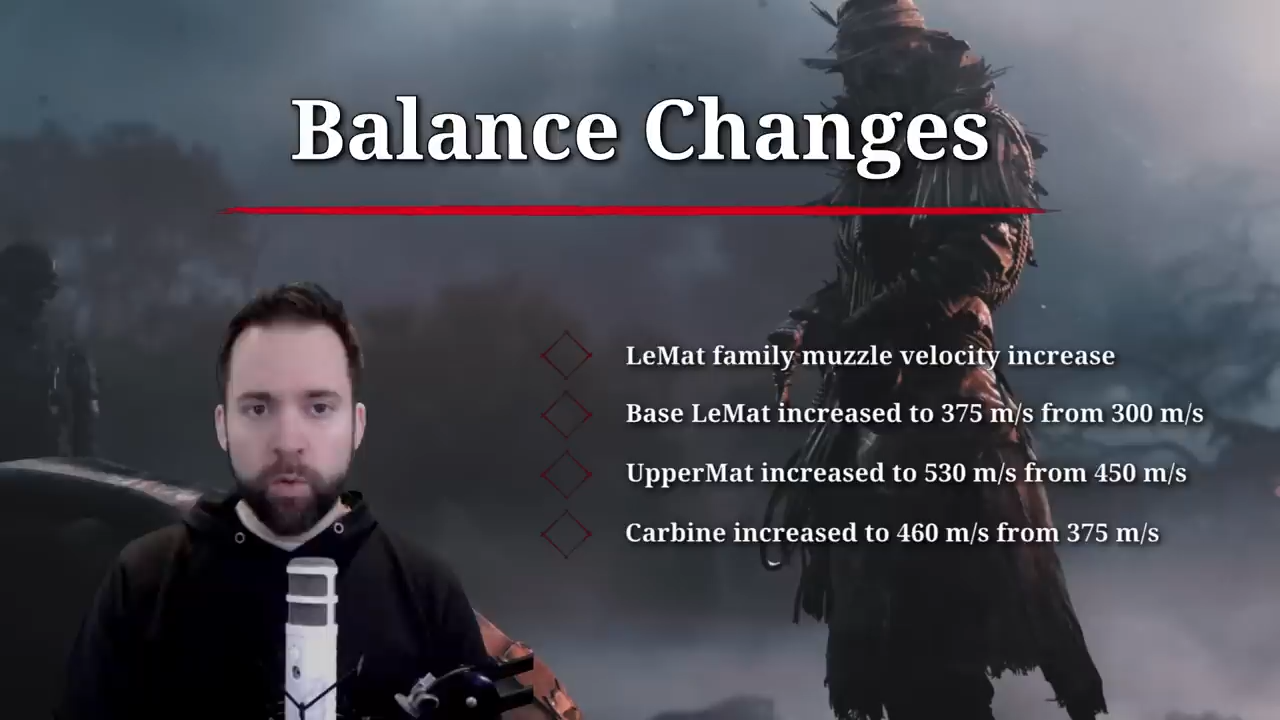 Balance Changes
LeMat family muzzle velocity increase
Base LeMat increased to 375 m/s from 300 m/s
UpperMat increased to 530 m/s from 450 m/s
Carbine increased to 460 m/s from 375 m/s